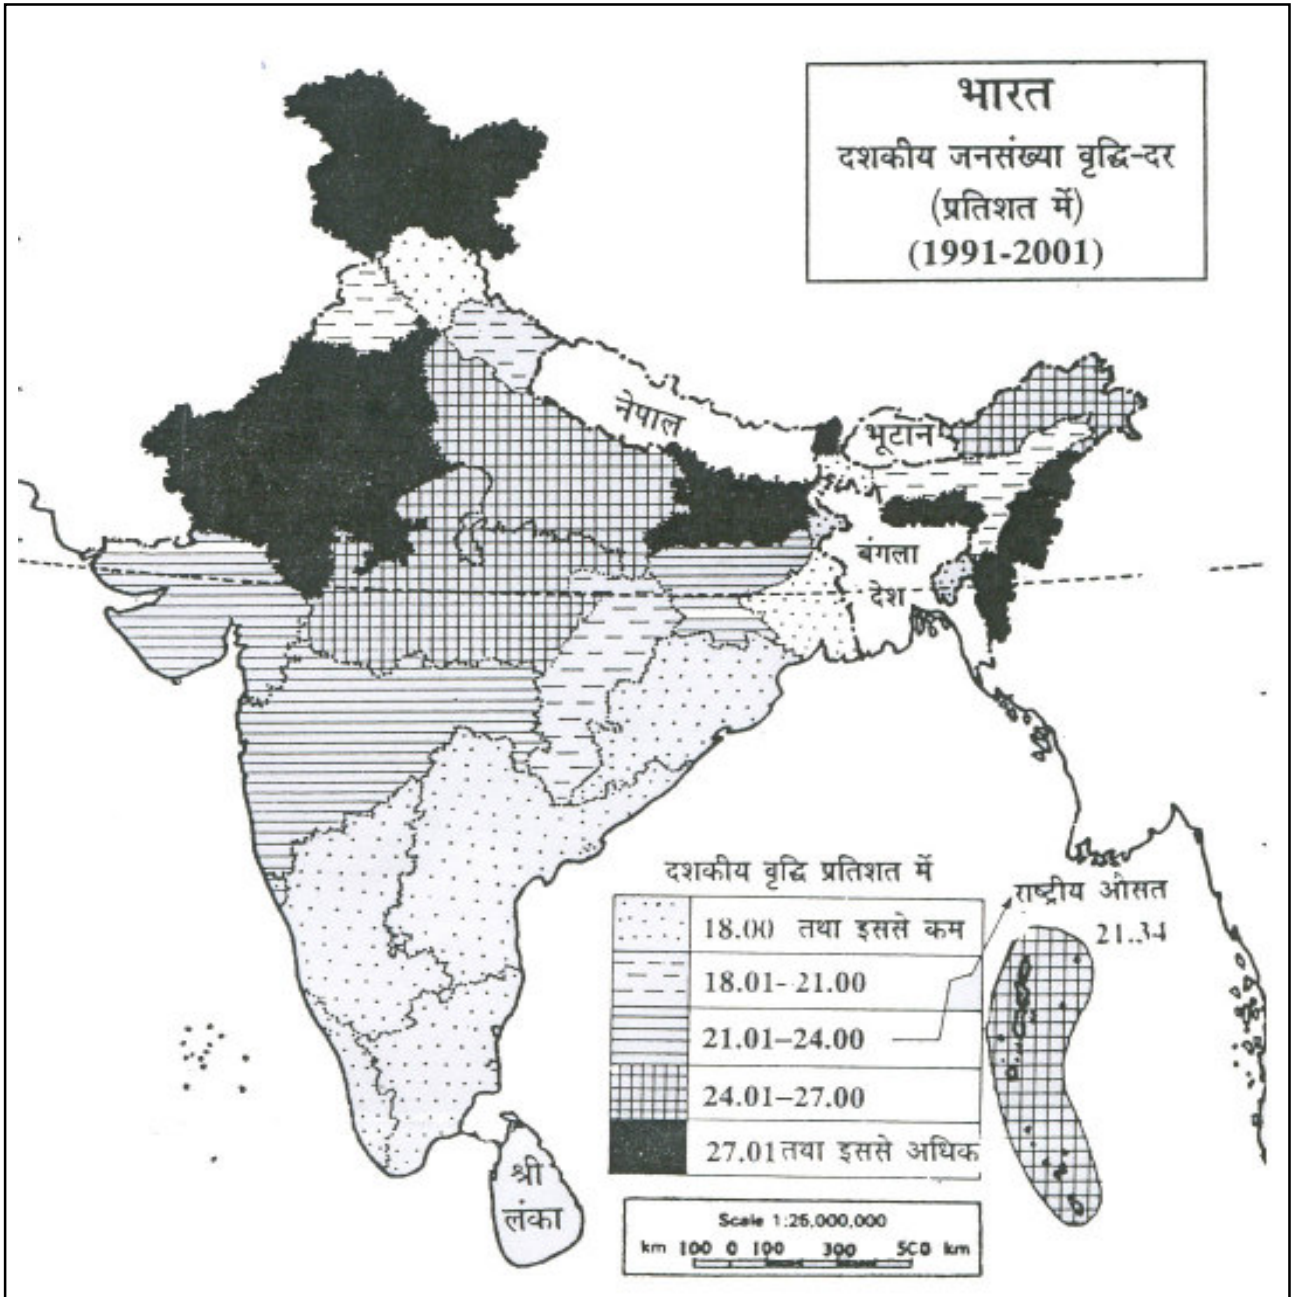 भारत
दशकीय जनसंख्या वृद्धि-दर
(प्रतिशत में)
(1991-2001)
नेपाल
भूटान
बंगला
देश
दशकीय वृद्धि प्रतिशत में
राष्ट्रीय औसत
21.34
18.00 तथा इससे कम
18.01-21.00
21.01–24.00
24.01–27.00
27.01 तथा इससे अधिक
श्री
लंका
Scale 1:25,000,000
km 100 0 100 300 500 km